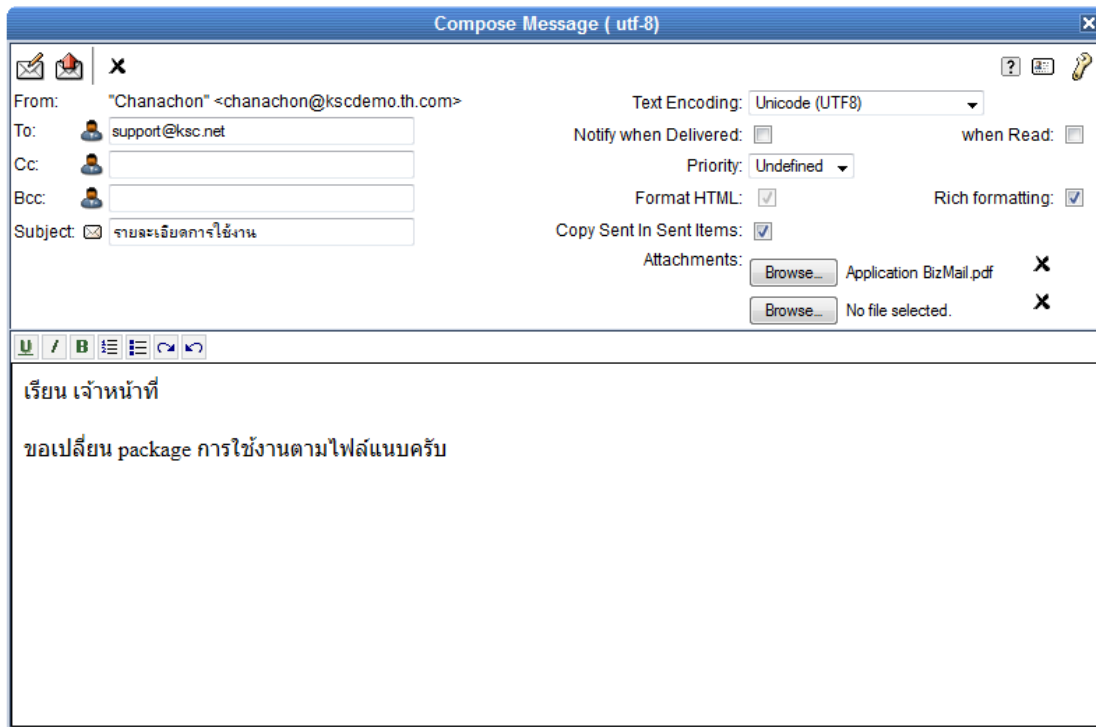 Compose Message ( utf-8)
From: "Chanachon" <chanachon@kscdemo.th.com> Text Encoding: Unicode (UTF8)
To: support@ksc.net Notify when Delivered: when Read:
Cc: Priority: Undefined
Bcc: Format HTML: Rich formatting:
Subject: รายละเอียดการใช้งาน Copy Sent In Sent Items:
Attachments: Browse... Application BizMail.pdf
Browse... No file selected.
U I B
เรียน เจ้าหน้าที่
ขอเปลี่ยน package การใช้งานตามไฟล์แนบครับ